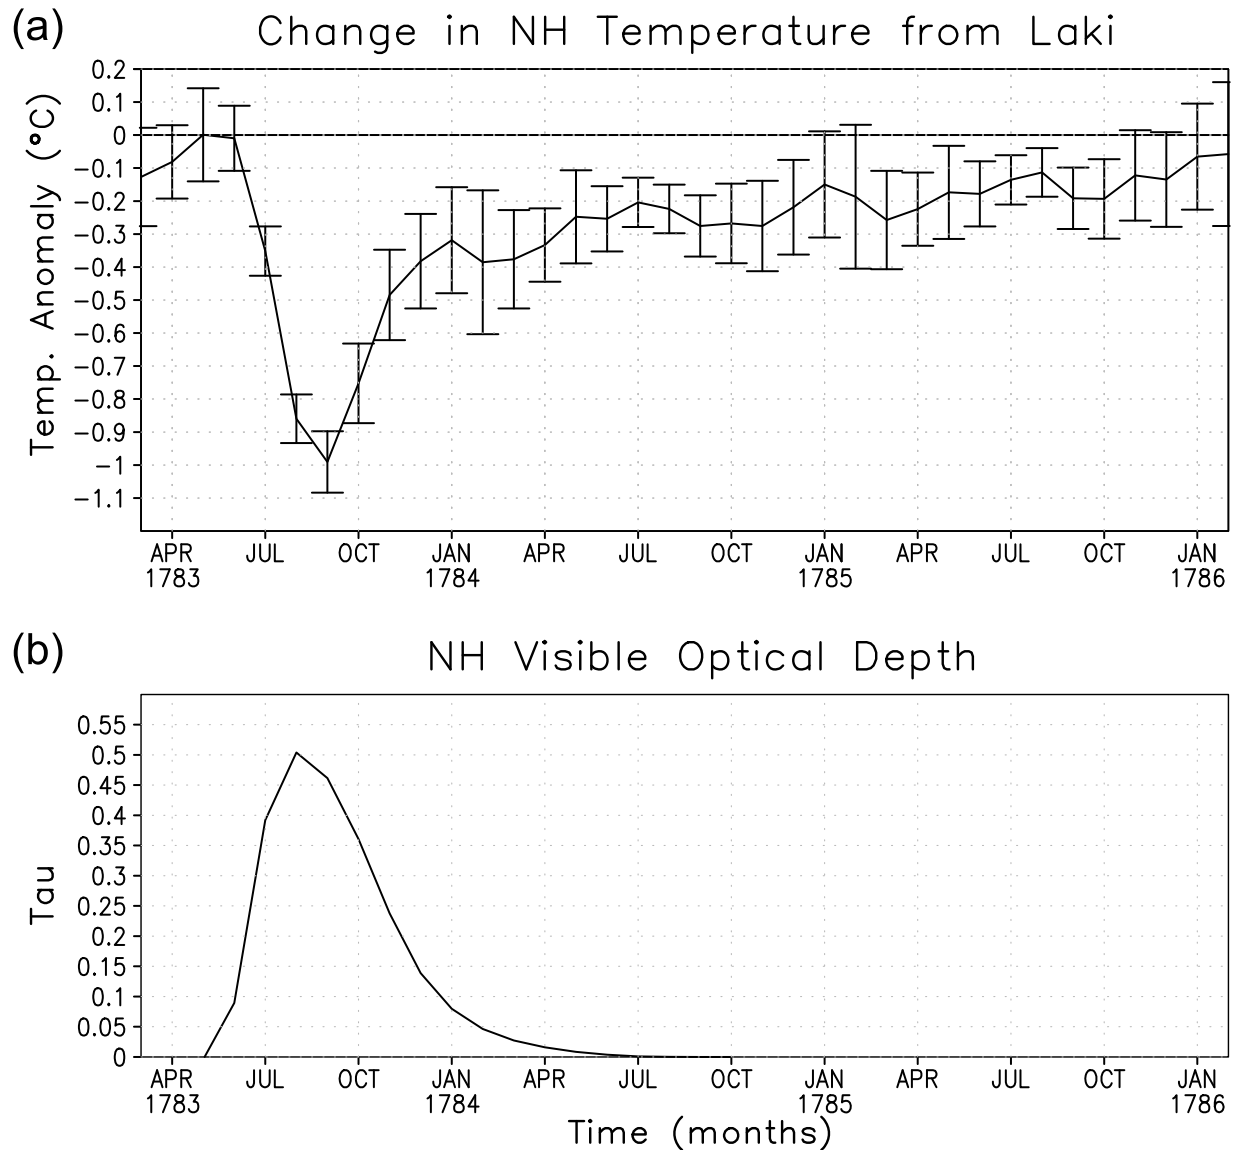 (a)
Change in NH Temperature from Laki
Temp. Anomaly (°C)
0.2
0.1
0
−0.1
−0.2
−0.3
−0.4
−0.5
−0.6
−0.7
−0.8
−0.9
−1
−1.1
APR JUL OCT JAN APR JUL OCT JAN APR JUL OCT JAN
1783 1784 1785 1786
(b)
NH Visible Optical Depth
Tau
0.55
0.5
0.45
0.4
0.35
0.3
0.25
0.2
0.15
0.1
0.05
0
APR JUL OCT JAN APR JUL OCT JAN APR JUL OCT JAN
1783 1784 1785 1786
Time (months)